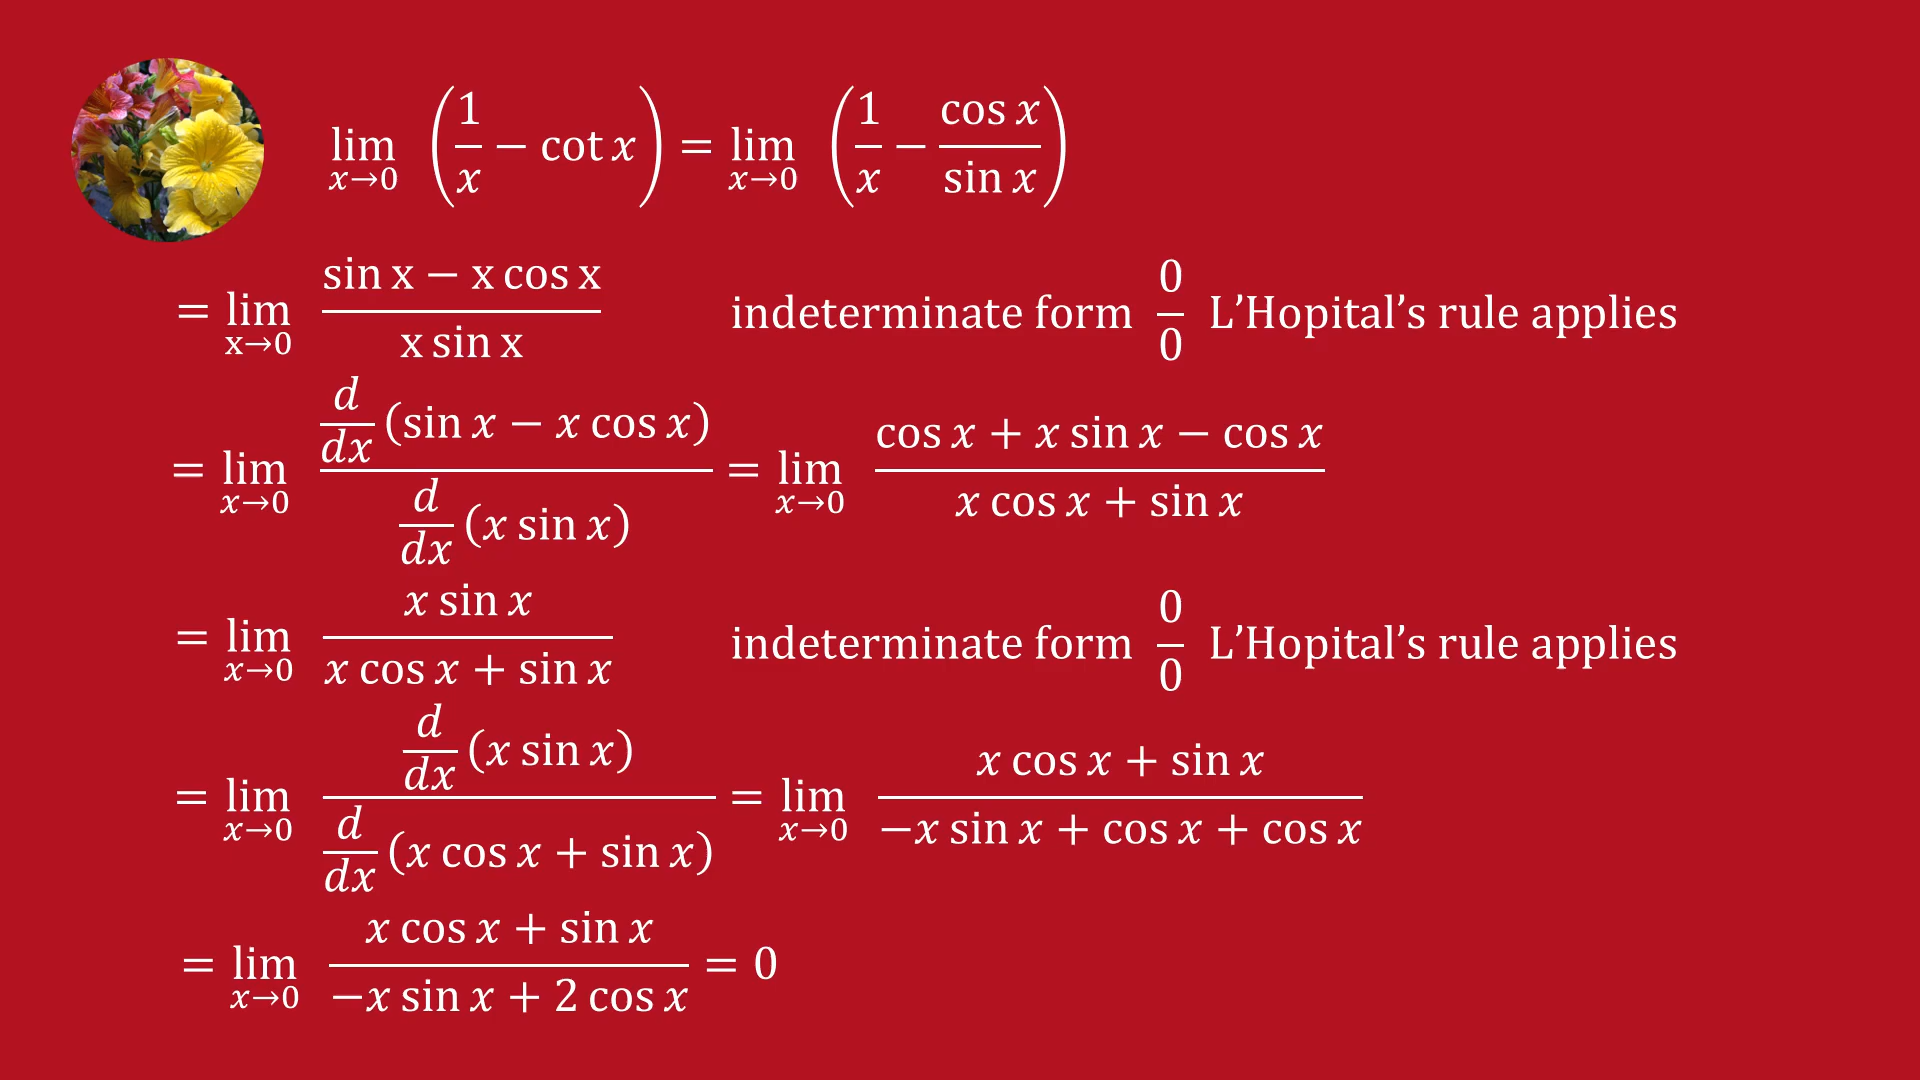 lim x→0 (1/x − cot x) = lim x→0 (1/x − cos x/sin x)
= lim x→0 (sin x − x cos x)/(x sin x) indeterminate form 0/0 L’Hopital’s rule applies
= lim x→0 (d/dx (sin x − x cos x))/(d/dx (x sin x)) = lim x→0 (cos x + x sin x − cos x)/(x cos x + sin x)
= lim x→0 (x sin x)/(x cos x + sin x) indeterminate form 0/0 L’Hopital’s rule applies
= lim x→0 (d/dx (x sin x))/(d/dx (x cos x + sin x)) = lim x→0 (x cos x + sin x)/(−x sin x + cos x + cos x)
= lim x→0 (x cos x + sin x)/(−x sin x + 2 cos x) = 0